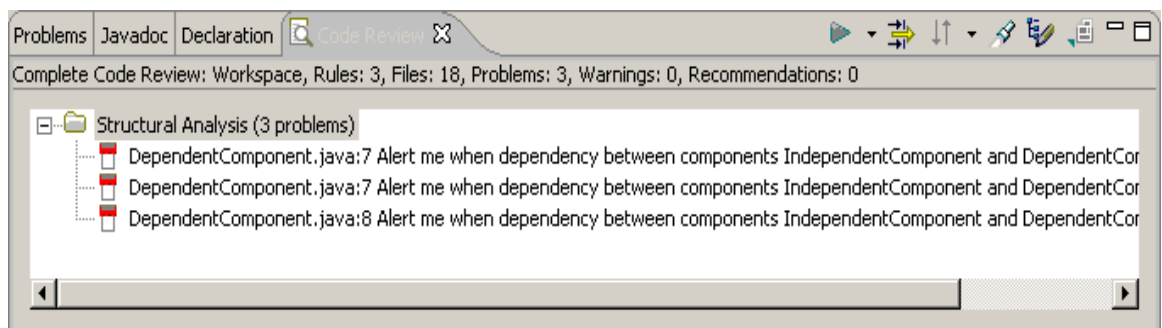 Problems Javadoc Declaration Code Review
Complete Code Review: Workspace, Rules: 3, Files: 18, Problems: 3, Warnings: 0, Recommendations: 0
Structural Analysis (3 problems)
DependentComponent.java:7 Alert me when dependency between components IndependentComponent and DependentCor
DependentComponent.java:7 Alert me when dependency between components IndependentComponent and DependentCor
DependentComponent.java:8 Alert me when dependency between components IndependentComponent and DependentCor